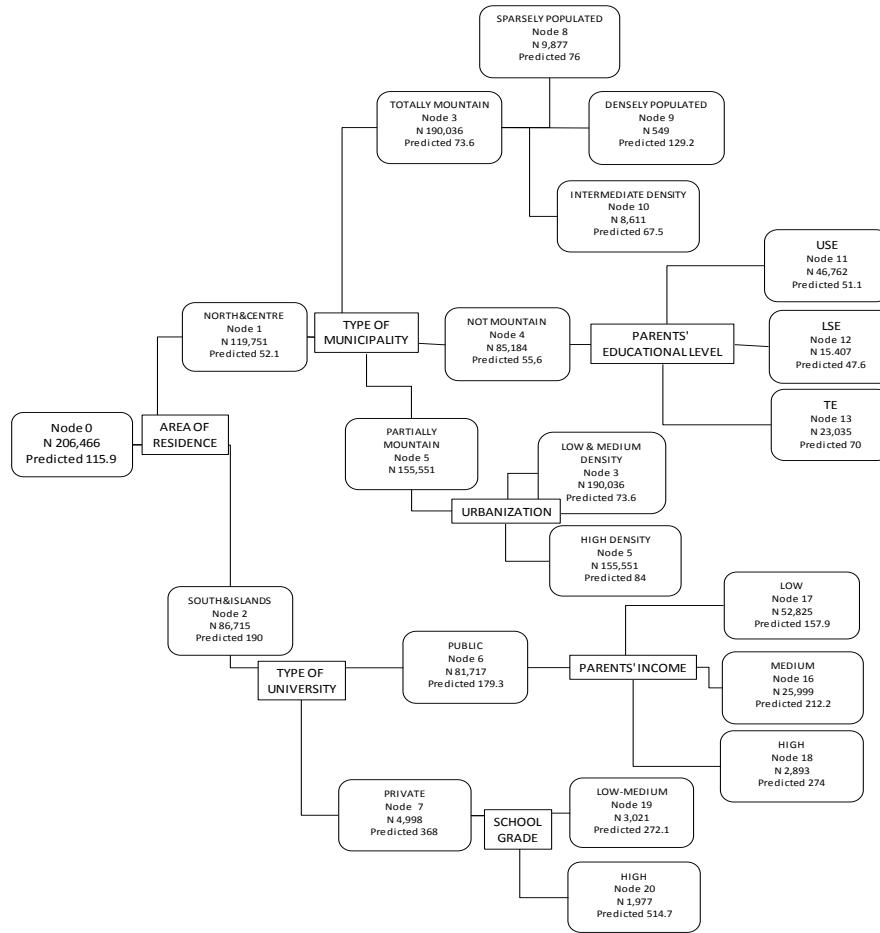 SPARSELY POPULATED
Node 8
N 9,877
Predicted 76
TOTALLY MOUNTAIN
Node 3
N 190,036
Predicted 73.6
DENSELY POPULATED
Node 9
N 549
Predicted 129.2
INTERMEDIATE DENSITY
Node 10
N 8,611
Predicted 67.5
USE
Node 11
N 46,762
Predicted 51.1
NORTH&CENTRE
Node 1
N 119,751
Predicted 52.1
TYPE OF
MUNICIPALITY
NOT MOUNTAIN
Node 4
N 85,184
Predicted 55,6
PARENTS'
EDUCATIONAL LEVEL
LSE
Node 12
N 15.407
Predicted 47.6
TE
Node 13
N 23,035
Predicted 70
Node 0
N 206,466
Predicted 115.9
AREA OF
RESIDENCE
PARTIALLY
MOUNTAIN
Node 5
N 155,551
LOW & MEDIUM
DENSITY
Node 3
N 190,036
Predicted 73.6
URBANIZATION
HIGH DENSITY
Node 5
N 155,551
Predicted 84
SOUTH&ISLANDS
Node 2
N 86,715
Predicted 190
LOW
Node 17
N 52,825
Predicted 157.9
TYPE OF
UNIVERSITY
PUBLIC
Node 6
N 81,717
Predicted 179.3
PARENTS' INCOME
MEDIUM
Node 16
N 25,999
Predicted 212.2
HIGH
Node 18
N 2,893
Predicted 274
PRIVATE
Node 7
N 4,998
Predicted 368
SCHOOL
GRADE
LOW-MEDIUM
Node 19
N 3,021
Predicted 272.1
HIGH
Node 20
N 1,977
Predicted 514.7